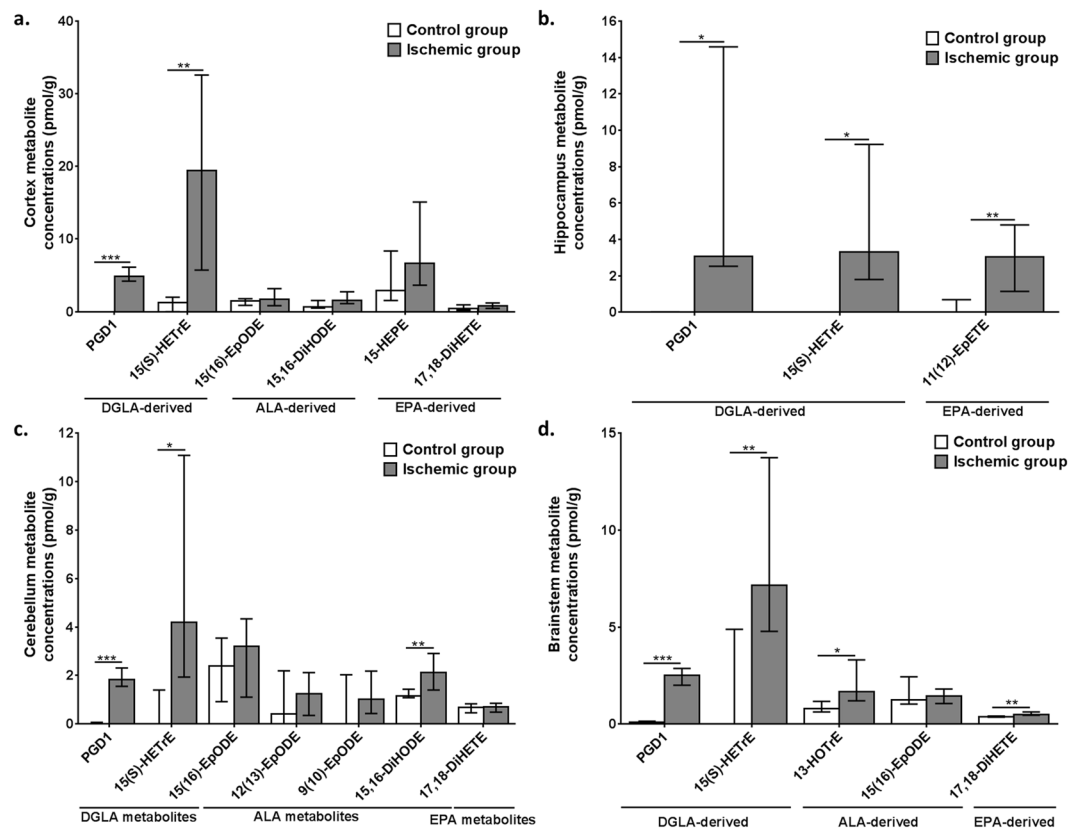 a.
Cortex metabolite
concentrations (pmol/g)
40
30
20
10
0
Control group
Ischemic group
***
**
PGD1
15(S)-HETrE
15(16)-EpODE
15,16-DiHODE
15-HEPE
17,18-DiHETE
DGLA-derived
ALA-derived
EPA-derived
b.
Hippocampus metabolite
concentrations (pmol/g)
16
14
12
10
8
6
4
2
0
Control group
Ischemic group
*
*
**
PGD1
15(S)-HETrE
11(12)-EpETE
DGLA-derived
EPA-derived
c.
Cerebellum metabolite
concentrations (pmol/g)
12
10
8
6
4
2
0
Control group
Ischemic group
***
*
**
PGD1
15(S)-HETrE
15(16)-EpODE
12(13)-EpODE
9(10)-EpODE
15,16-DiHODE
17,18-DiHETE
DGLA metabolites
ALA metabolites
EPA metabolites
d.
Brainstem metabolite
concentrations (pmol/g)
15
10
5
0
Control group
Ischemic group
***
**
*
**
PGD1
15(S)-HETrE
13-HOTrE
15(16)-EpODE
17,18-DiHETE
DGLA-derived
ALA-derived
EPA-derived